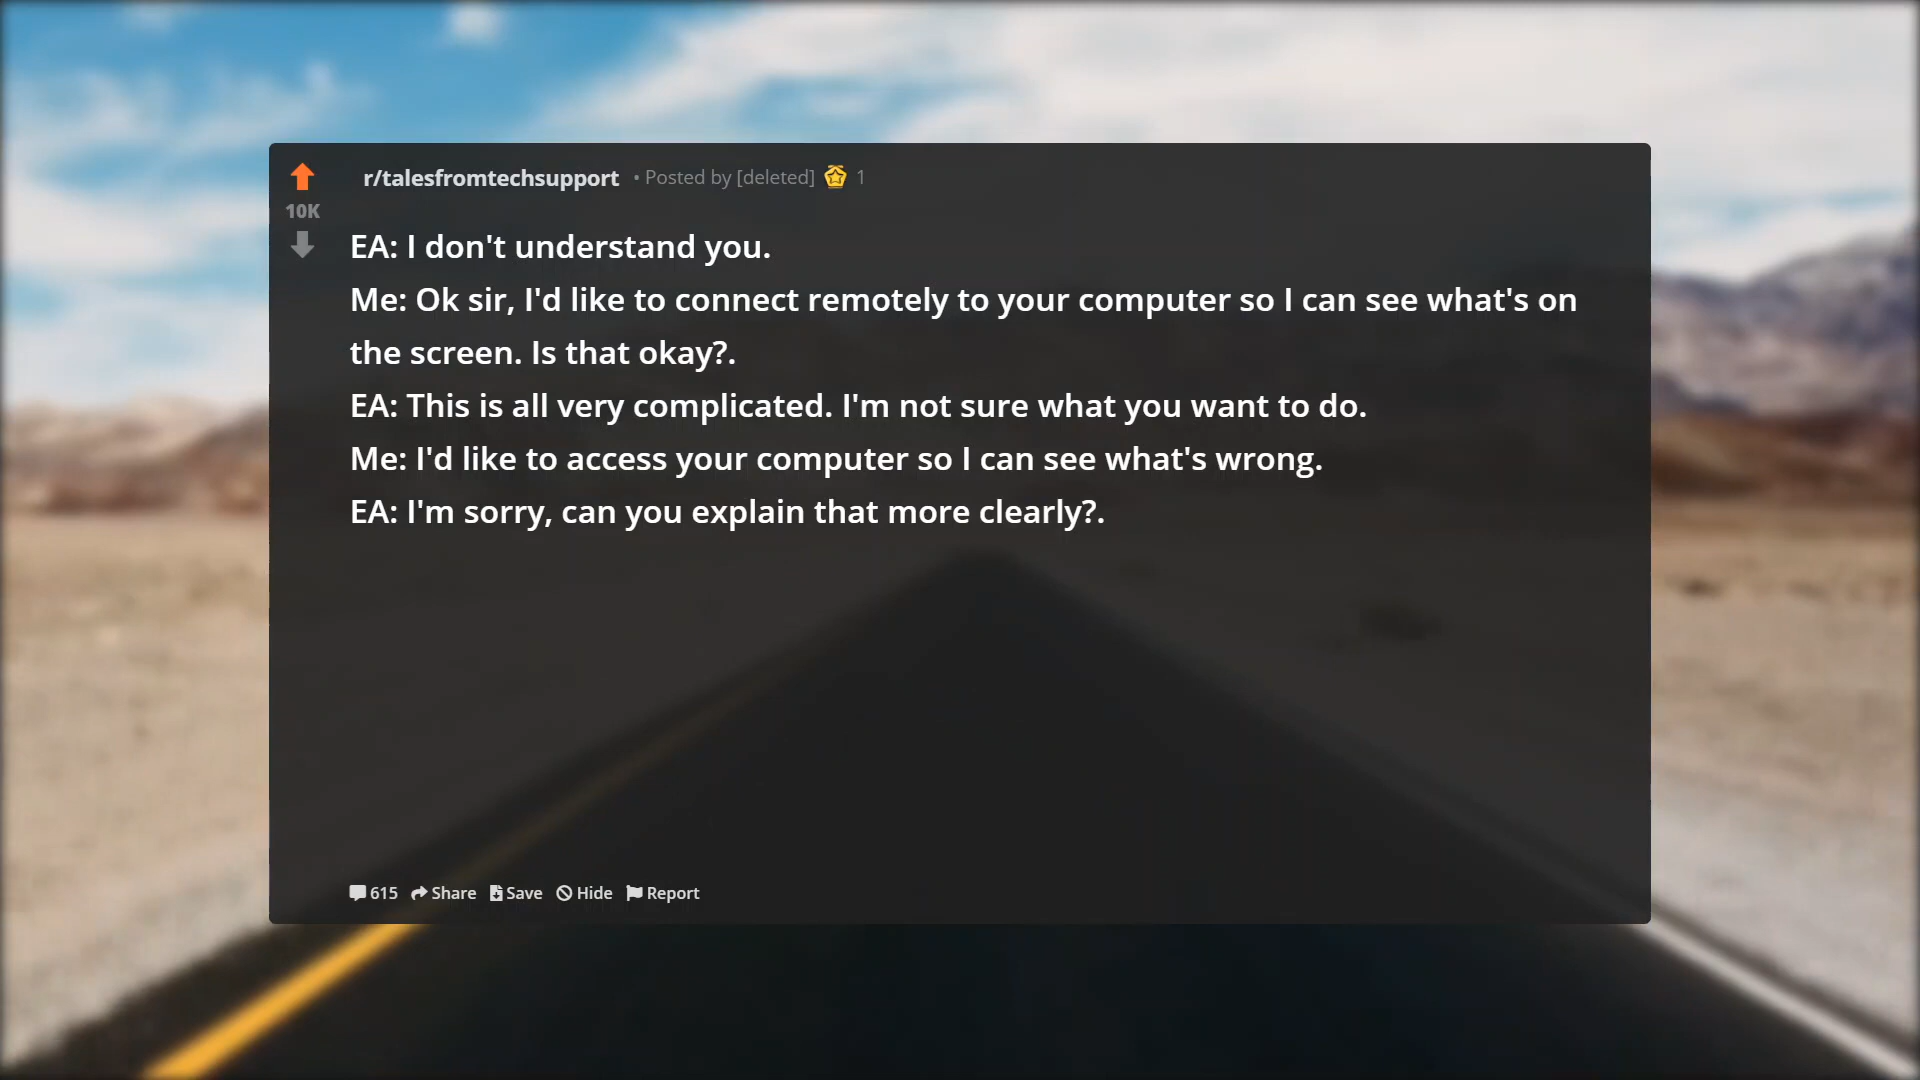 r/talesfromtechsupport • Posted by [deleted] 1
10K
EA: I don't understand you.
Me: Ok sir, I'd like to connect remotely to your computer so I can see what's on
the screen. Is that okay?.
EA: This is all very complicated. I'm not sure what you want to do.
Me: I'd like to access your computer so I can see what's wrong.
EA: I'm sorry, can you explain that more clearly?.
615 Share Save Hide Report